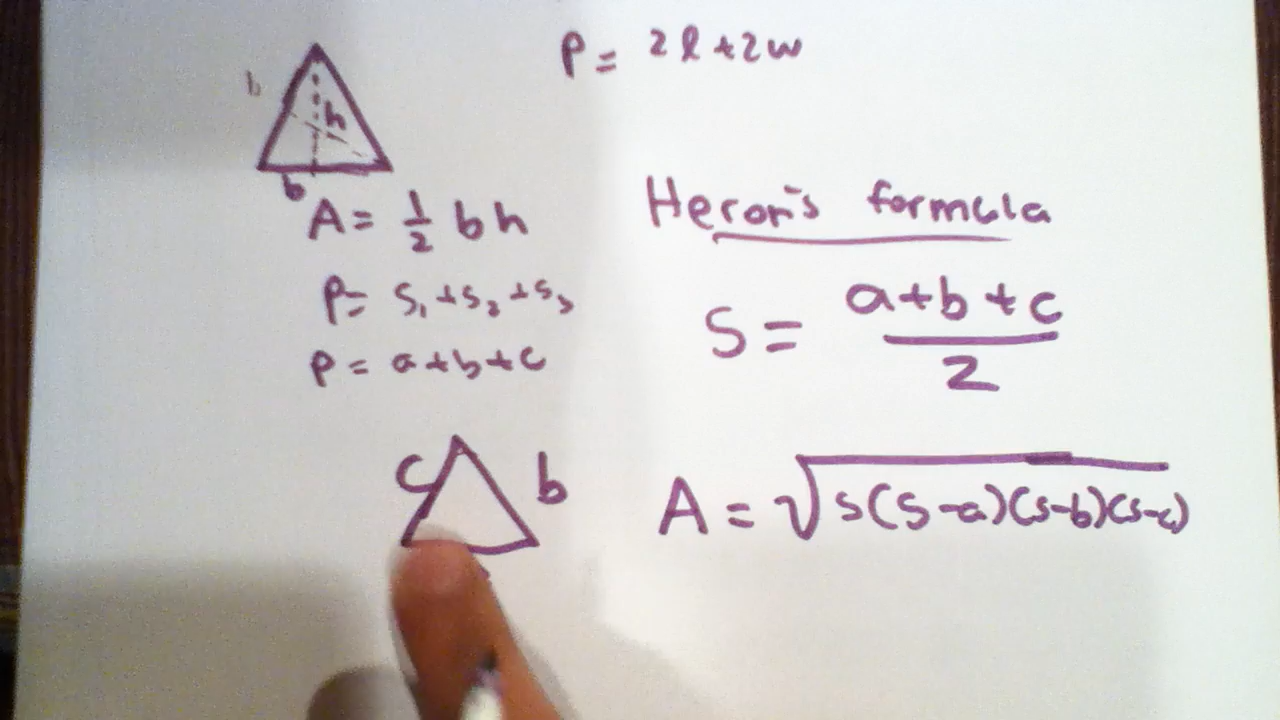 P = 2l + 2w
b
h
b
A = 1/2 bh
P = S₁ + S₂ + S₃
P = a + b + c
Heron's formula
S = a + b + c / 2
c
b
A = √s(s-a)(s-b)(s-c)